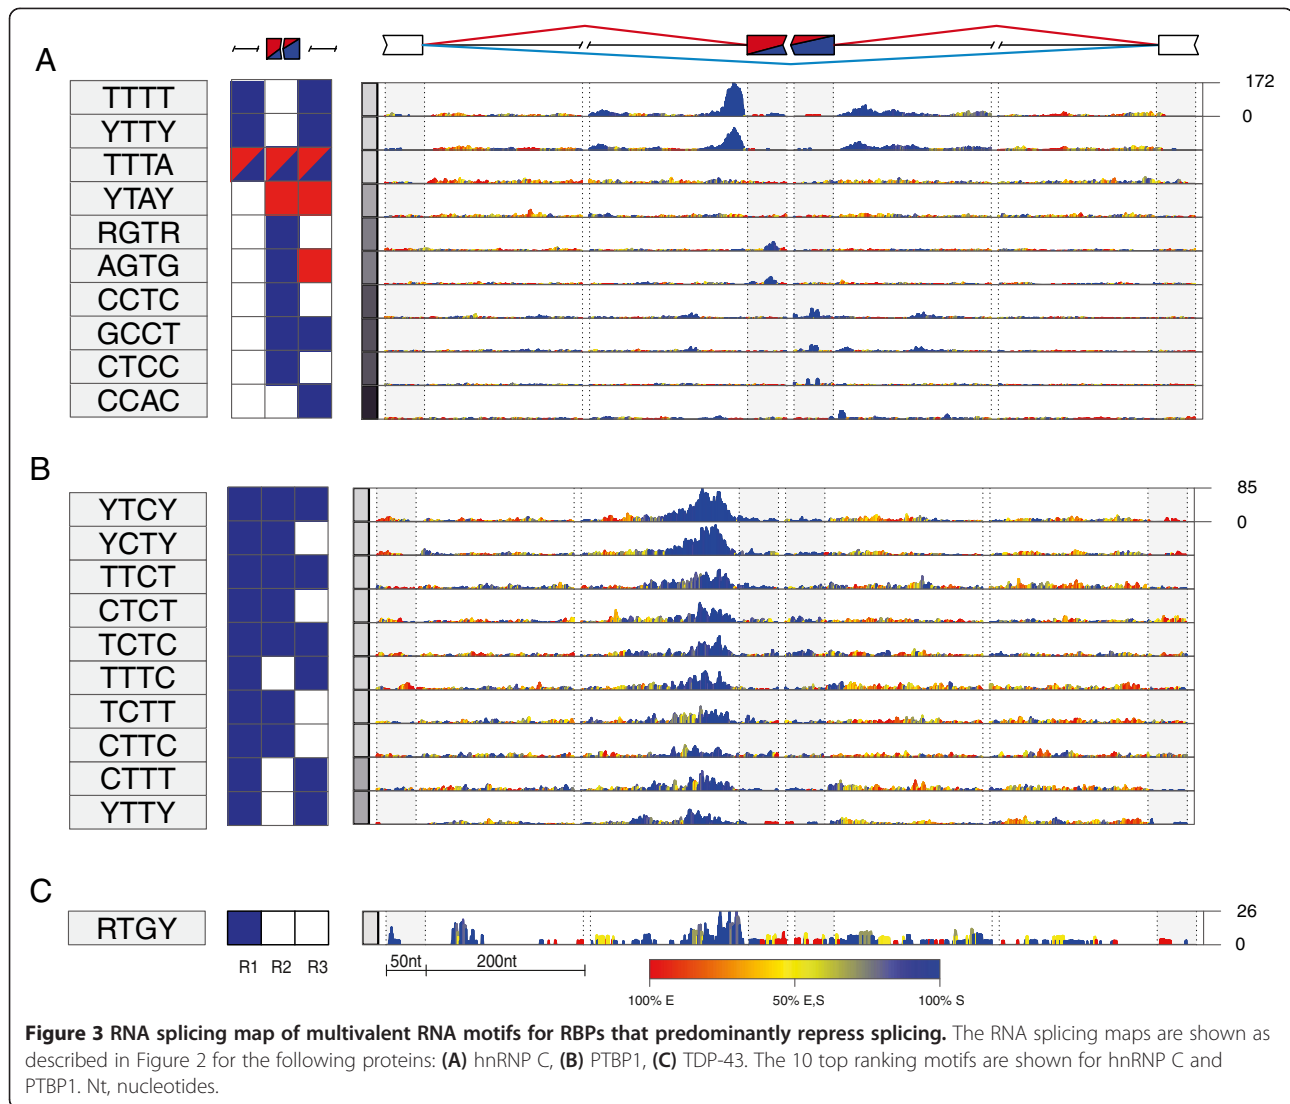 A
TTTT
YTTY
TTTA
YTAY
RGTR
AGTG
CCTC
GCCT
CTCC
CCAC
172
0
B
YTCY
YCTY
TTCT
CTCT
TCTC
TTTC
TCTT
CTTC
CTTT
YTTY
85
0
C
RTGY
R1 R2 R3
26
0
50nt 200nt
100% E 50% E,S 100% S
Figure 3 RNA splicing map of multivalent RNA motifs for RBPs that predominantly repress splicing. The RNA splicing maps are shown as
described in Figure 2 for the following proteins: (A) hnRNP C, (B) PTBP1, (C) TDP-43. The 10 top ranking motifs are shown for hnRNP C and
PTBP1. Nt, nucleotides.